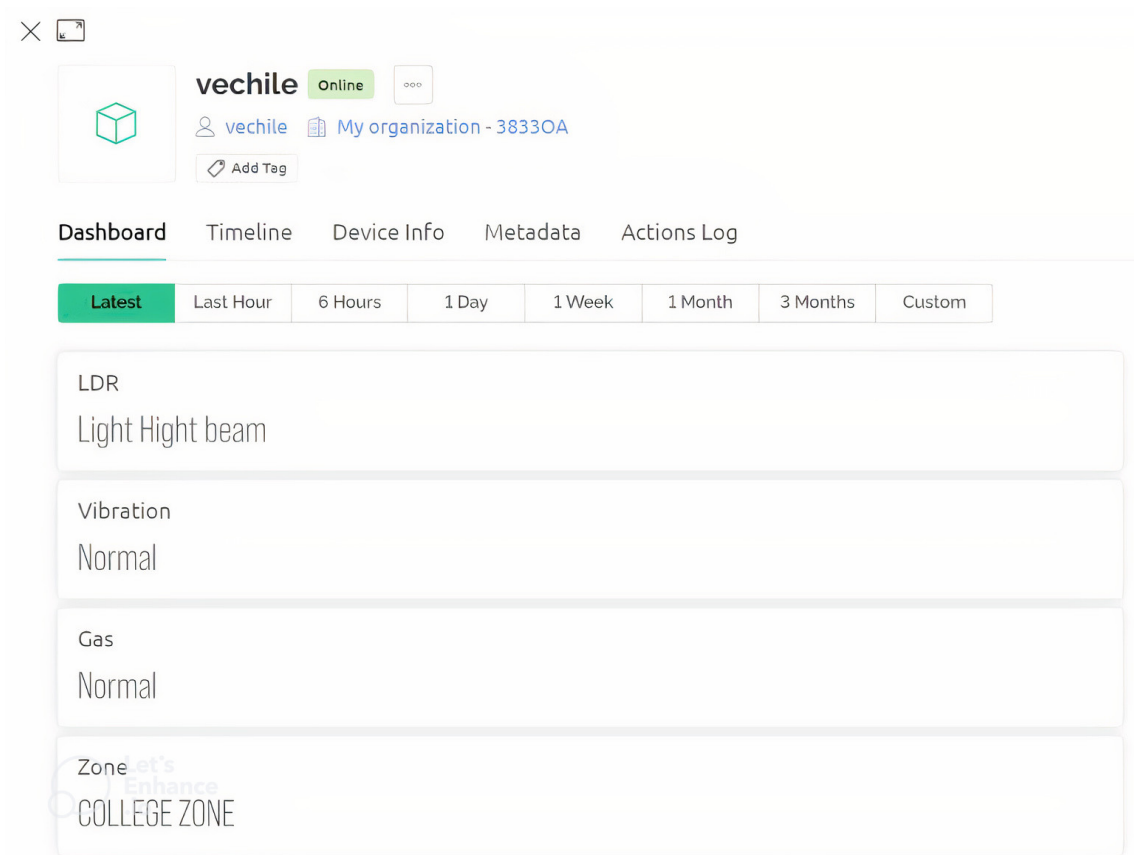 vechile Online
vechile My organization - 3833OA
Add Tag
Dashboard Timeline Device Info Metadata Actions Log
Latest Last Hour 6 Hours 1 Day 1 Week 1 Month 3 Months Custom
LDR
Light Hight beam
Vibration
Normal
Gas
Normal
Zone
COLLEGE ZONE
Let's
Enhance